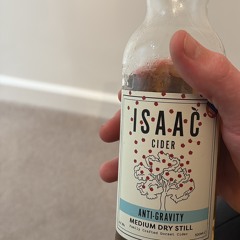 ISAAC
CIDER
ANTI-GRAVITY
MEDIUM DRY STILL